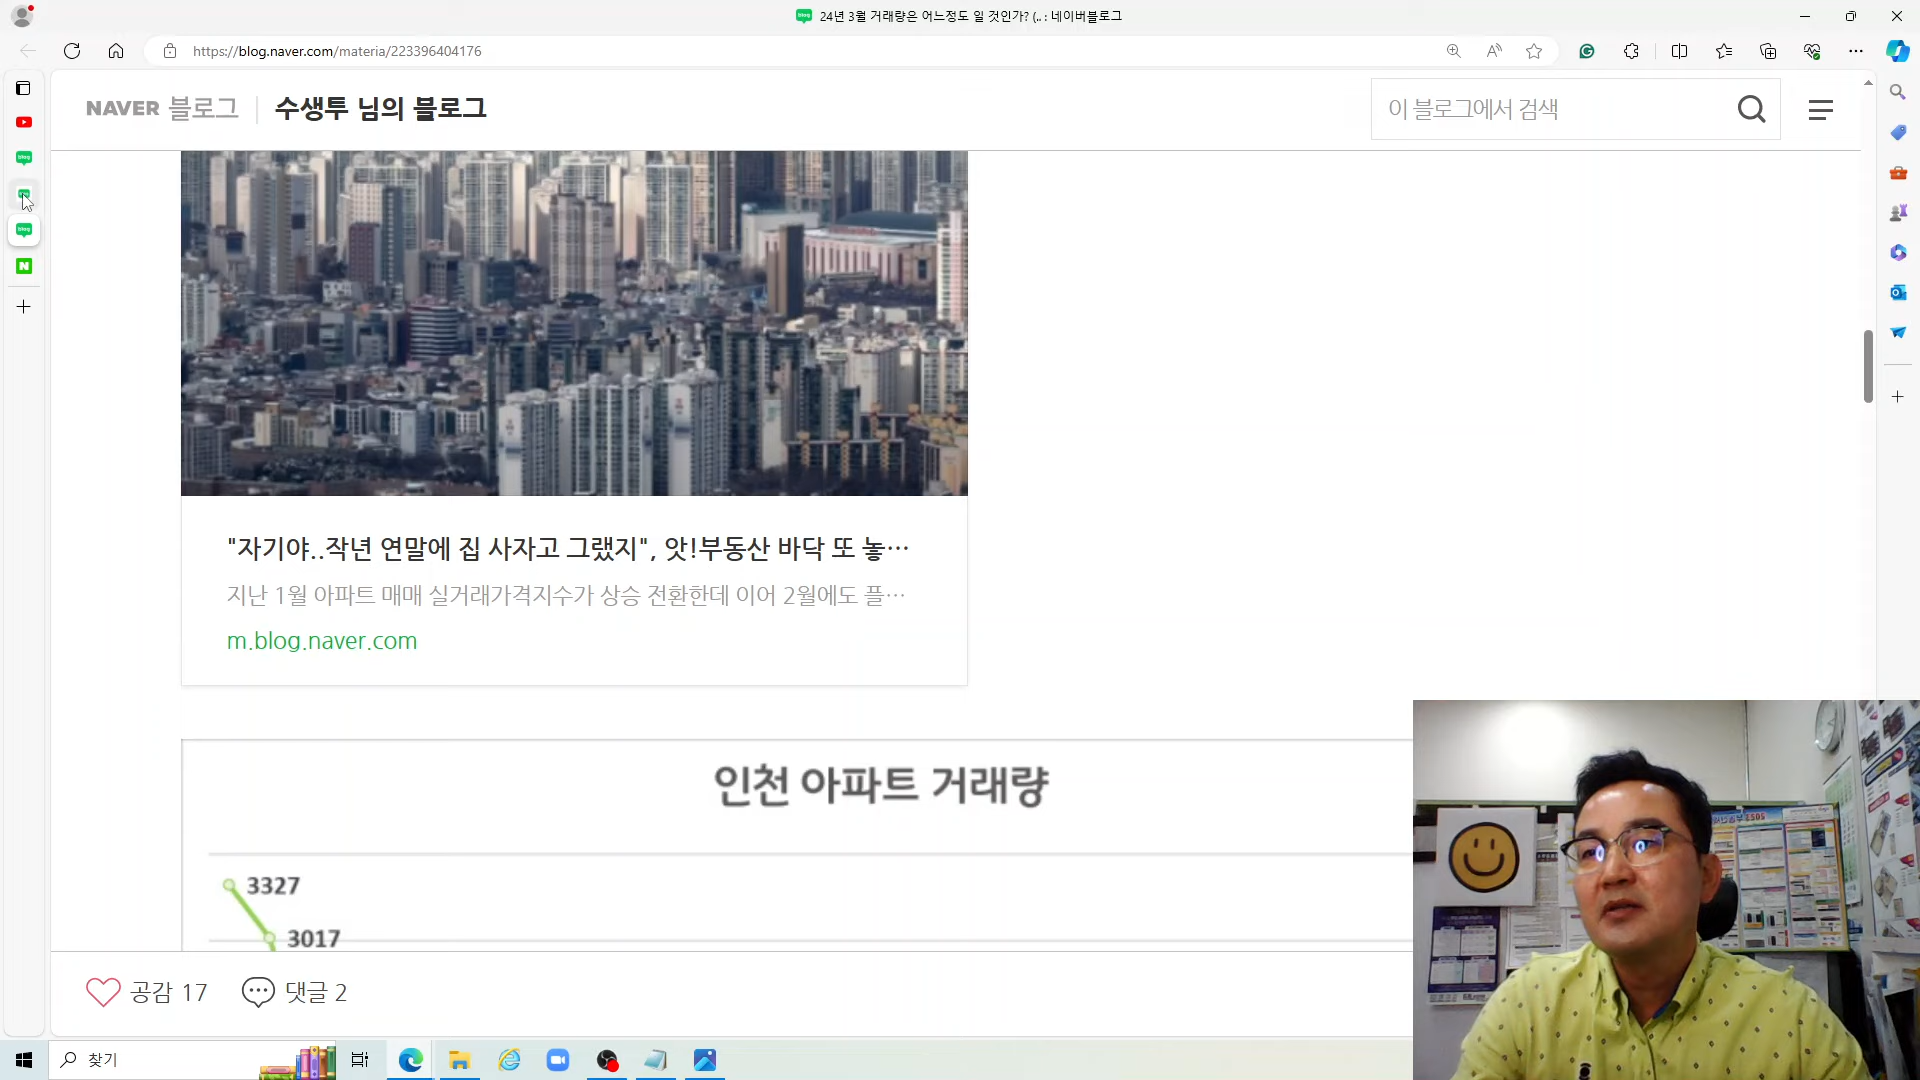 24년 3월 거래량은 어느정도 일 것인가? (.. : 네이버블로그
https://blog.naver.com/materia/223396404176
NAVER 블로그
수생투 님의 블로그
이 블로그에서 검색
"자기야..작년 연말에 집 사자고 그랬지", 앗!부동산 바닥 또 놓…
지난 1월 아파트 매매 실거래가격지수가 상승 전환한데 이어 2월에도 플…
m.blog.naver.com
인천 아파트 거래량
3327
3017
공감 17
댓글 2
찾기